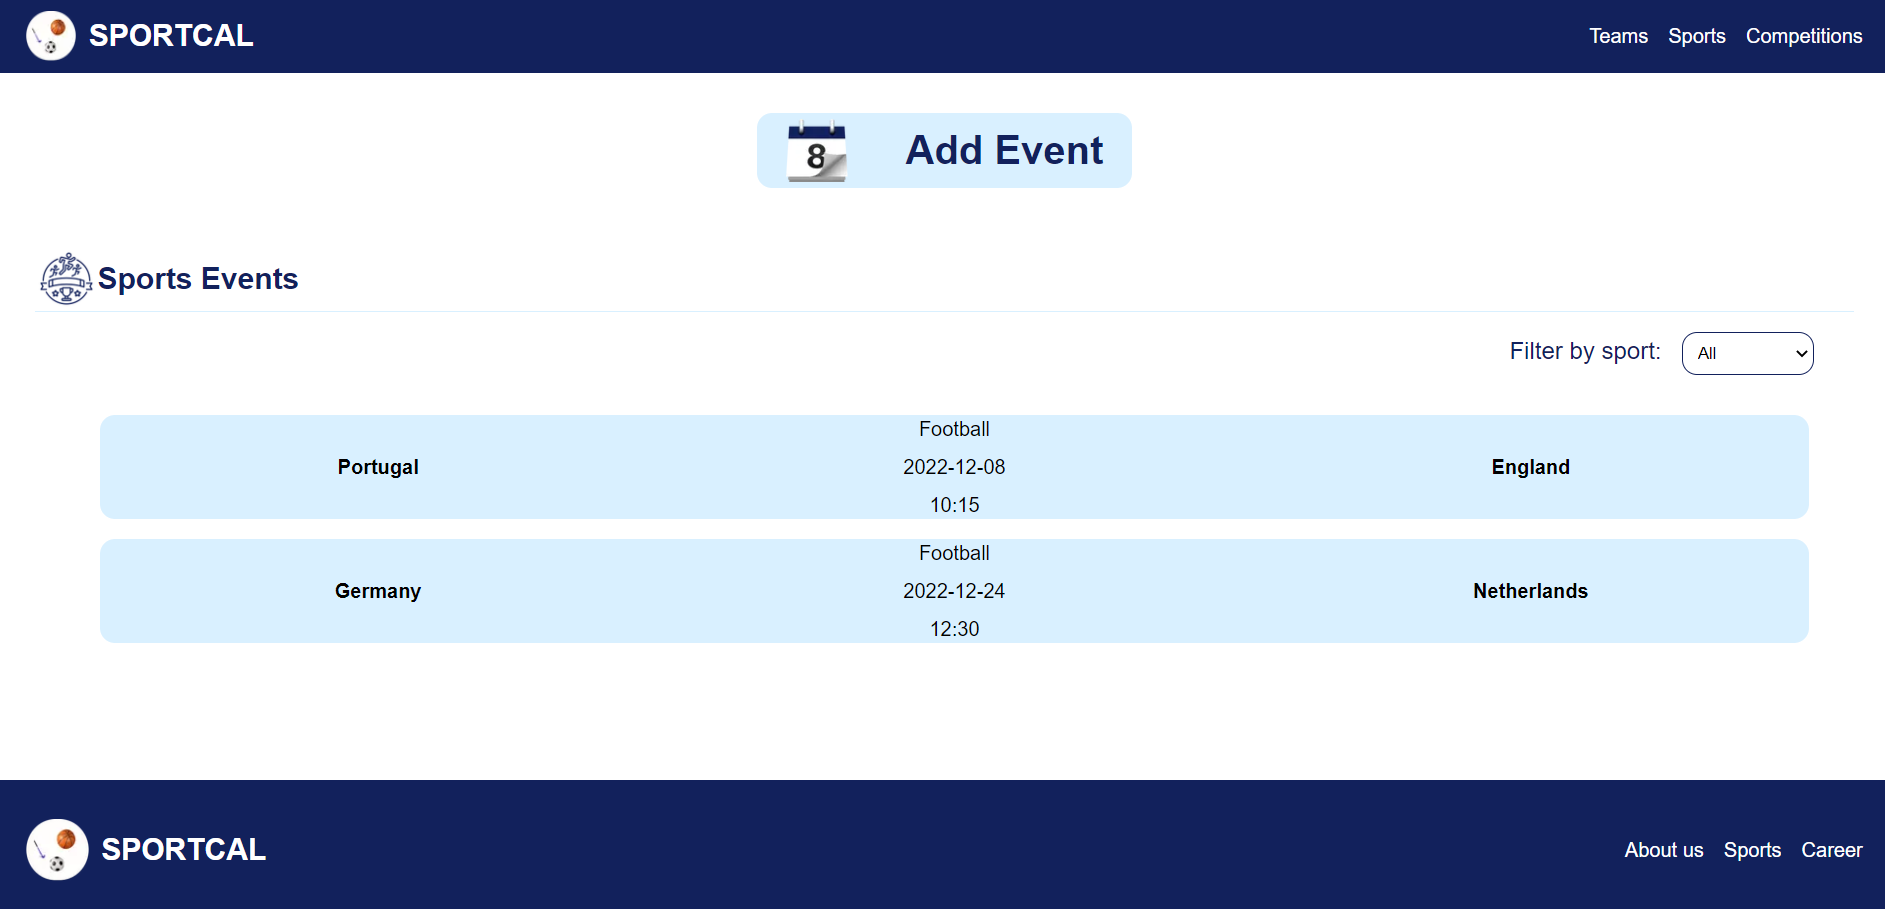 SPORTCAL
Teams Sports Competitions
8
Add Event
Sports Events
Filter by sport: All
Football
Portugal 2022-12-08 England
10:15
Football
Germany 2022-12-24 Netherlands
12:30
SPORTCAL
About us Sports Career